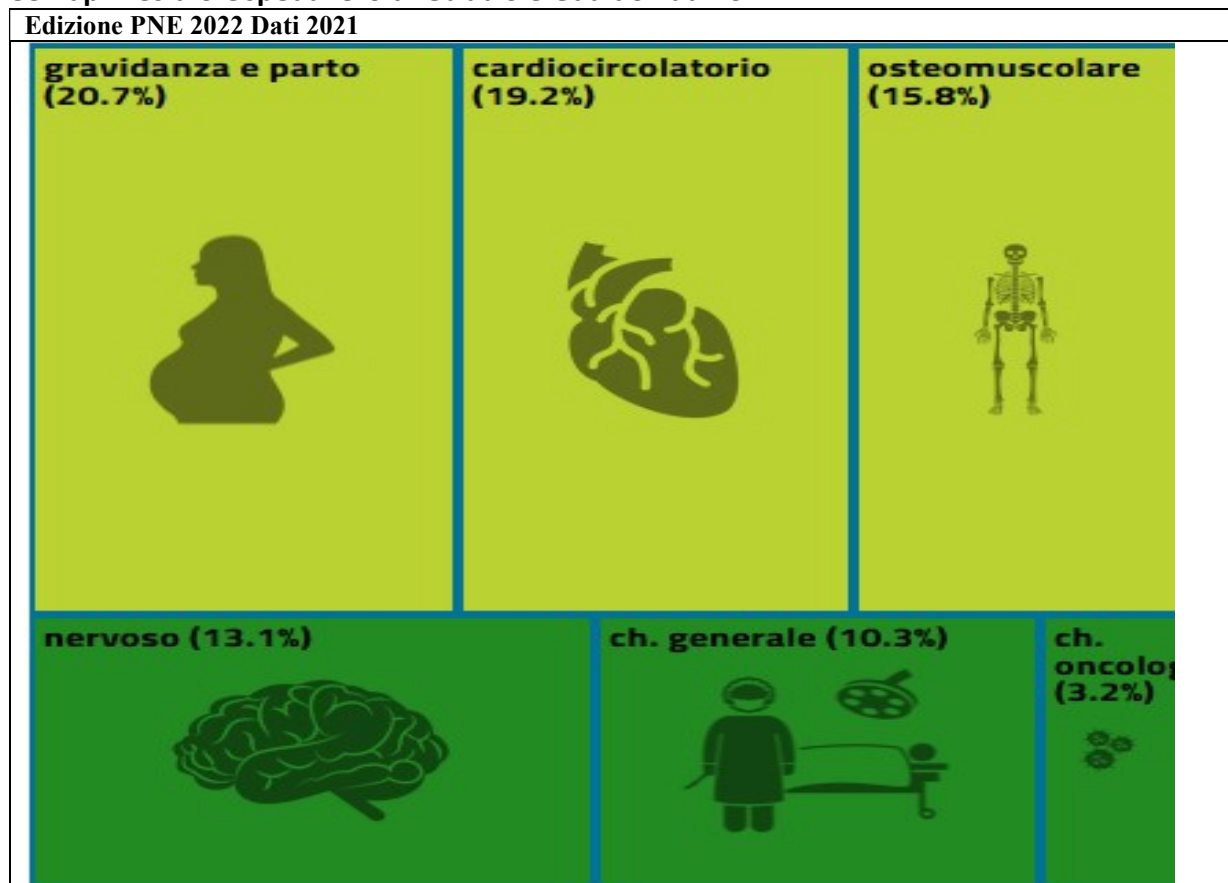 Edizione PNE 2022 Dati 2021
gravidanza e parto
(20.7%)
cardiocircolatorio
(19.2%)
osteomuscolare
(15.8%)
nervoso (13.1%)
ch. generale (10.3%)
ch.
oncolog
(3.2%)